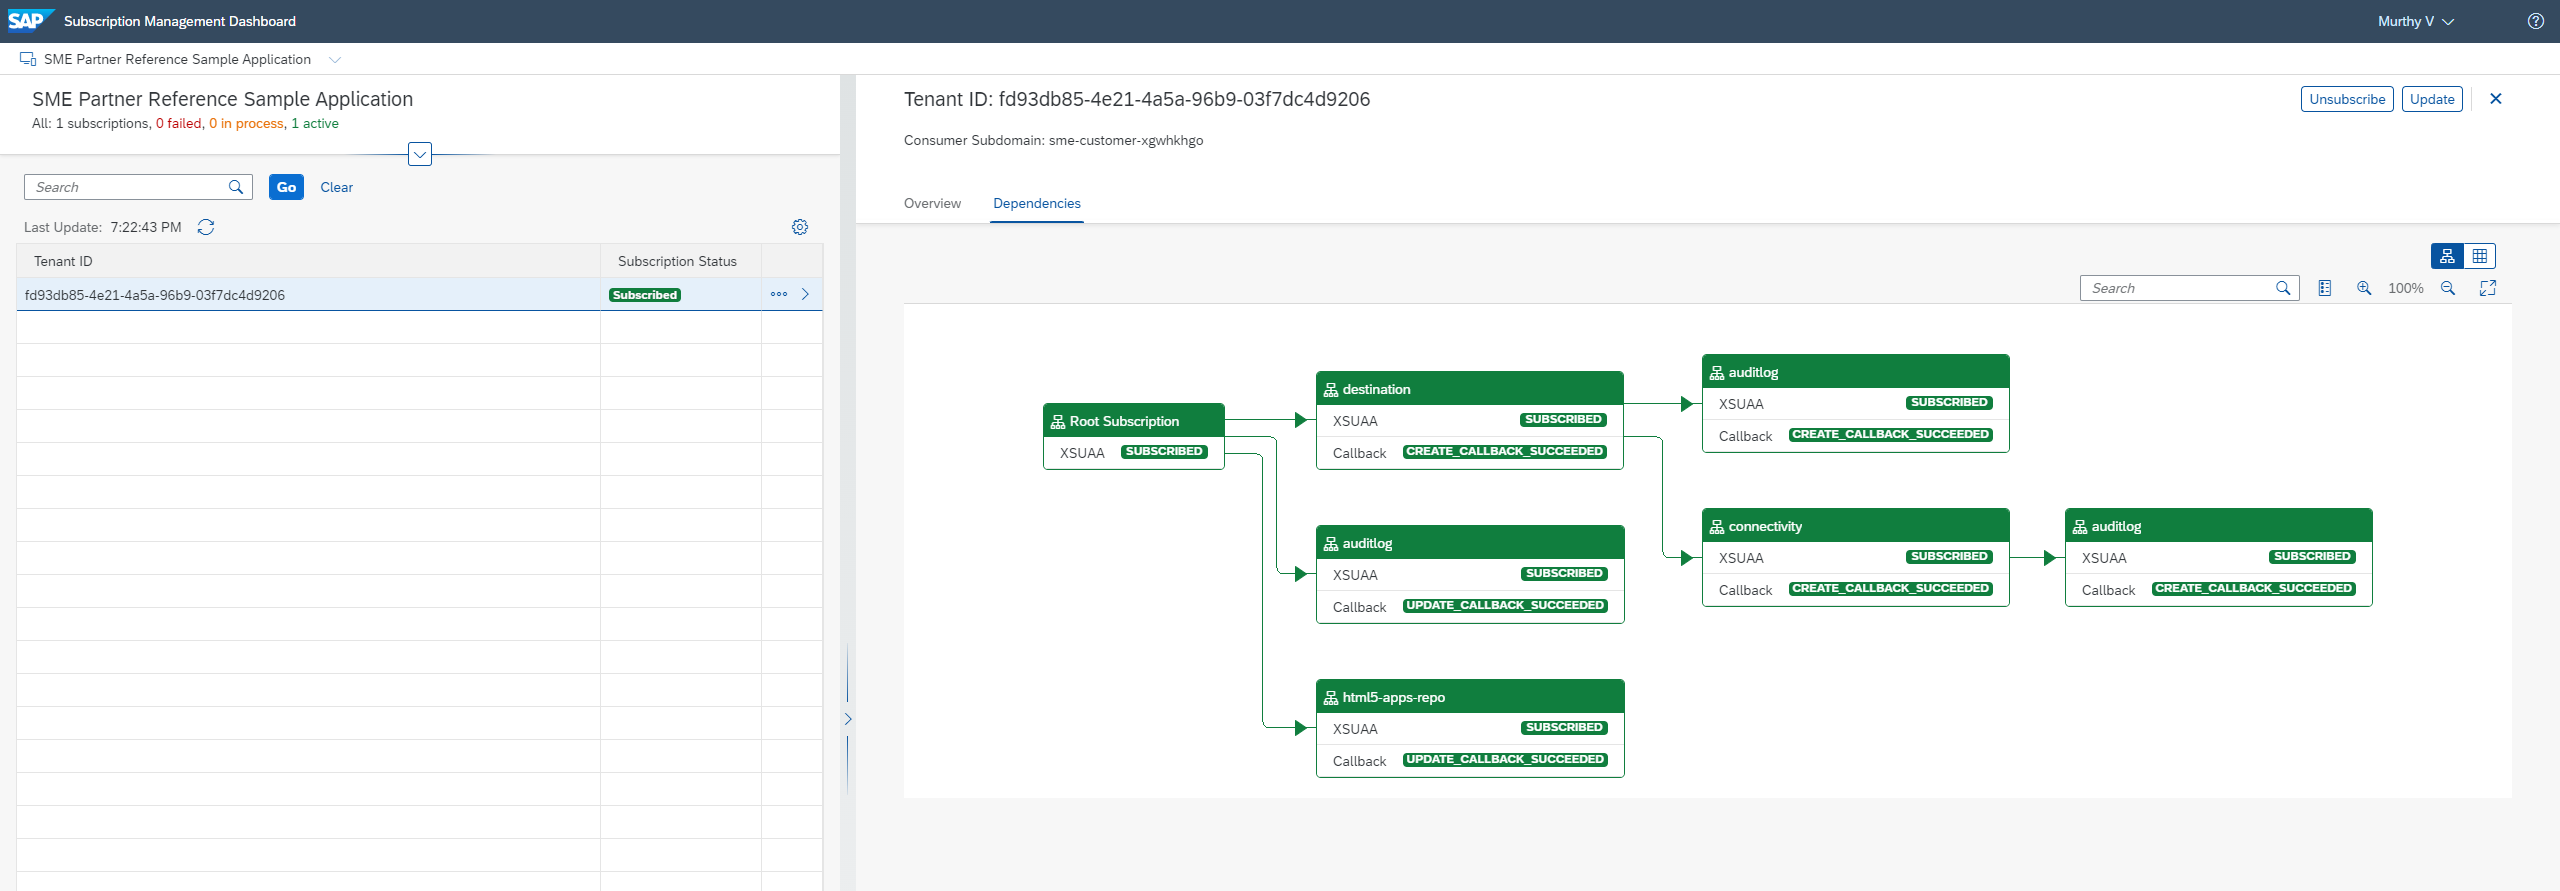 SAP Subscription Management Dashboard
Murthy V
SME Partner Reference Sample Application
SME Partner Reference Sample Application
All: 1 subscriptions, 0 failed, 0 in process, 1 active
Search
Go
Clear
Last Update: 7:22:43 PM
Tenant ID
Subscription Status
fd93db85-4e21-4a5a-96b9-03f7dc4d9206
Subscribed
Tenant ID: fd93db85-4e21-4a5a-96b9-03f7dc4d9206
Unsubscribe
Update
Consumer Subdomain: sme-customer-xgwhkhgo
Overview
Dependencies
Search
100%
Root Subscription
XSUAA SUBSCRIBED
destination
XSUAA SUBSCRIBED
Callback CREATE_CALLBACK_SUCCEEDED
auditlog
XSUAA SUBSCRIBED
Callback UPDATE_CALLBACK_SUCCEEDED
html5-apps-repo
XSUAA SUBSCRIBED
Callback UPDATE_CALLBACK_SUCCEEDED
auditlog
XSUAA SUBSCRIBED
Callback CREATE_CALLBACK_SUCCEEDED
connectivity
XSUAA SUBSCRIBED
Callback CREATE_CALLBACK_SUCCEEDED
auditlog
XSUAA SUBSCRIBED
Callback CREATE_CALLBACK_SUCCEEDED